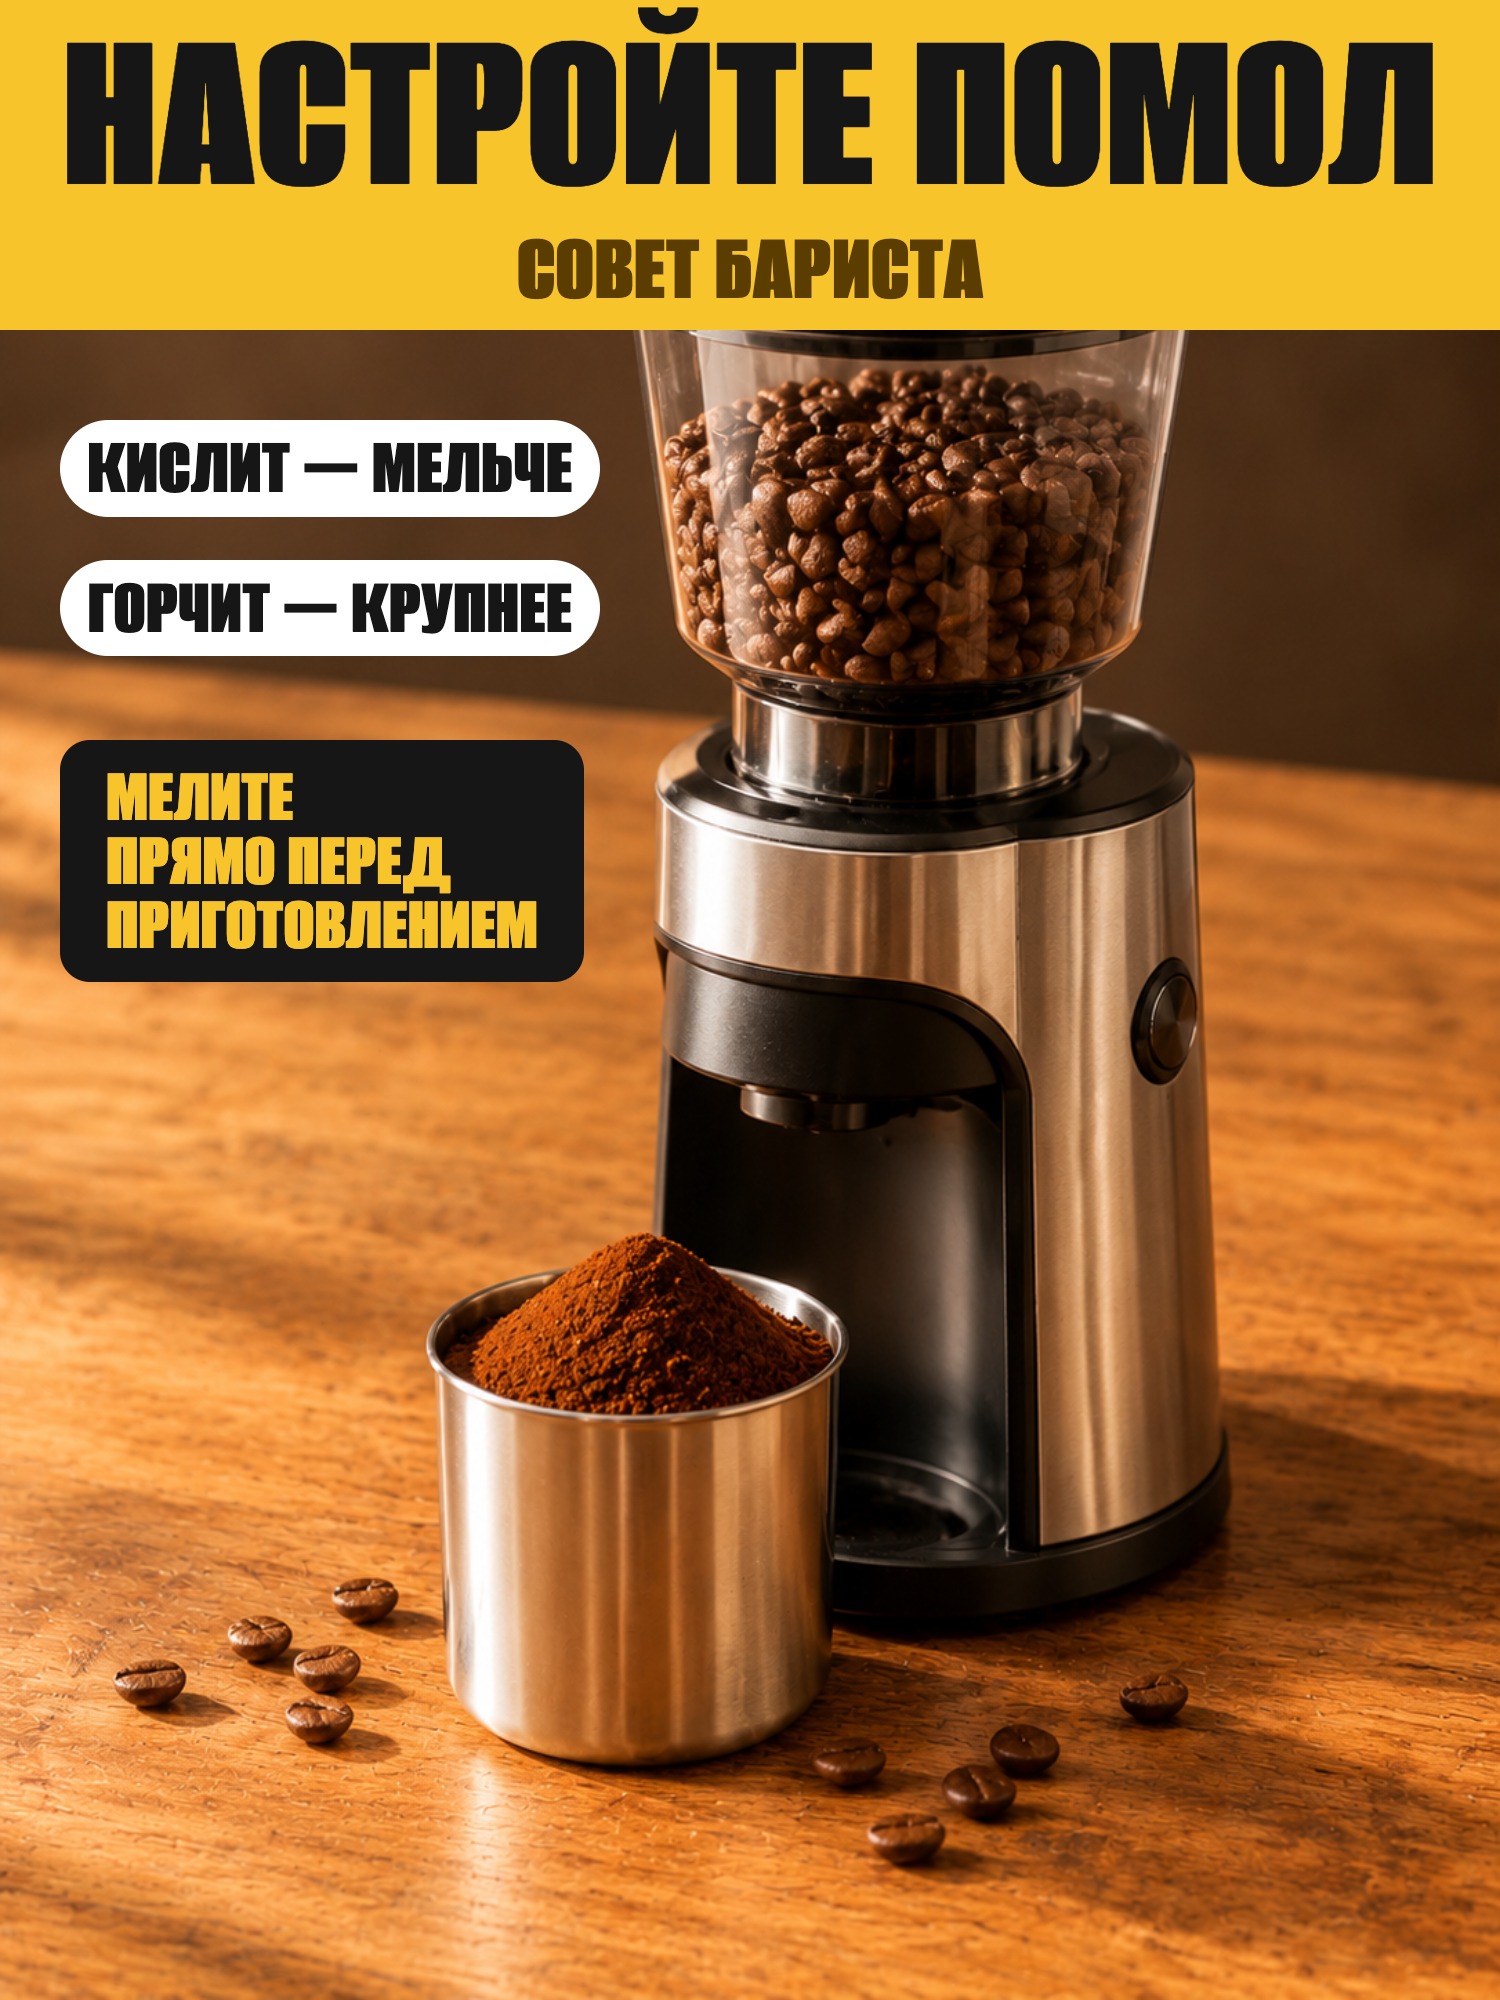 НАСТРОЙТЕ ПОМОЛ
СОВЕТ БАРИСТА
КИСЛИТ — МЕЛЬЧЕ
ГОРЧИТ — КРУПНЕЕ
МЕЛИТЕ
ПРЯМО ПЕРЕД
ПРИГОТОВЛЕНИЕМ